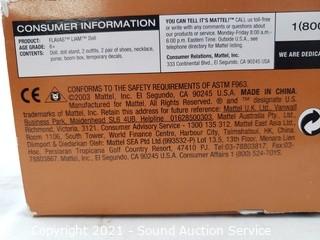 CONSUMER INFORMATION
PRODUCT: FLAVAS™ LIAM™ Doll
AGE GRADE: 6+
CONTENTS: Doll, doll stand, 2 outfits, 2 pair of shoes, necklace, purse, boom box, temporary decals.
YOU CAN TELL IT'S MATTEL!™ CALL us toll-free
or write with any comments or questions about our
products or service, Monday-Friday 8:00 a.m.-
6:00 p.m. Eastern Time. Outside U.S.A., see
telephone directory for Mattel listing.
Consumer Relations, Mattel, Inc.
333 Continental Blvd., El Segundo, CA 90245 USA
1(800
WE ARE DEDICA
CE CONFORMS TO THE SAFETY REQUIREMENTS OF ASTM F963.
©2003 Mattel, Inc. El Segundo, CA 90245 U.S.A. MADE IN CHINA.
All Rights Reserved. ® and ™ designate U.S.
trademarks of Mattel, Inc. Retain this address for future reference: Mattel U.K. Ltd., Vanwall
Business Park, Maidenhead SL6 4UB. Helpline 01628500303. Mattel Australia Pty. Ltd.,
Richmond, Victoria. 3121. Consumer Advisory Service - 1300 135 312. Mattel East Asia Ltd.,
Room 1106, South Tower, World Finance Centre, Harbour City, Tsimshatsui, HK, China.
Diimport & Diedarkan Oleh: Mattel SEA Ptd Ltd.(993532-P) Lot 13.5, 13th Floor, Menara Lien
Hoe, Persiaran Tropicana Golf Country Resort, 47410 PJ. Tel:03-78803817, Fax:03-
78803867. Mattel, Inc. El Segundo, CA 90245 U.S.A. Consumer Affairs 1 (800) 524-TOYS.
Copyright 2021 - Sound Auction Service